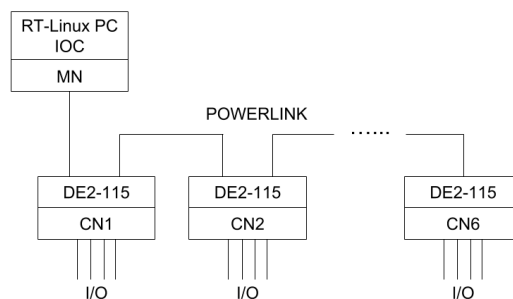 RT-Linux PC
IOC
MN
POWERLINK
…...
DE2-115
DE2-115
DE2-115
CN1
CN2
CN6
I/O
I/O
I/O